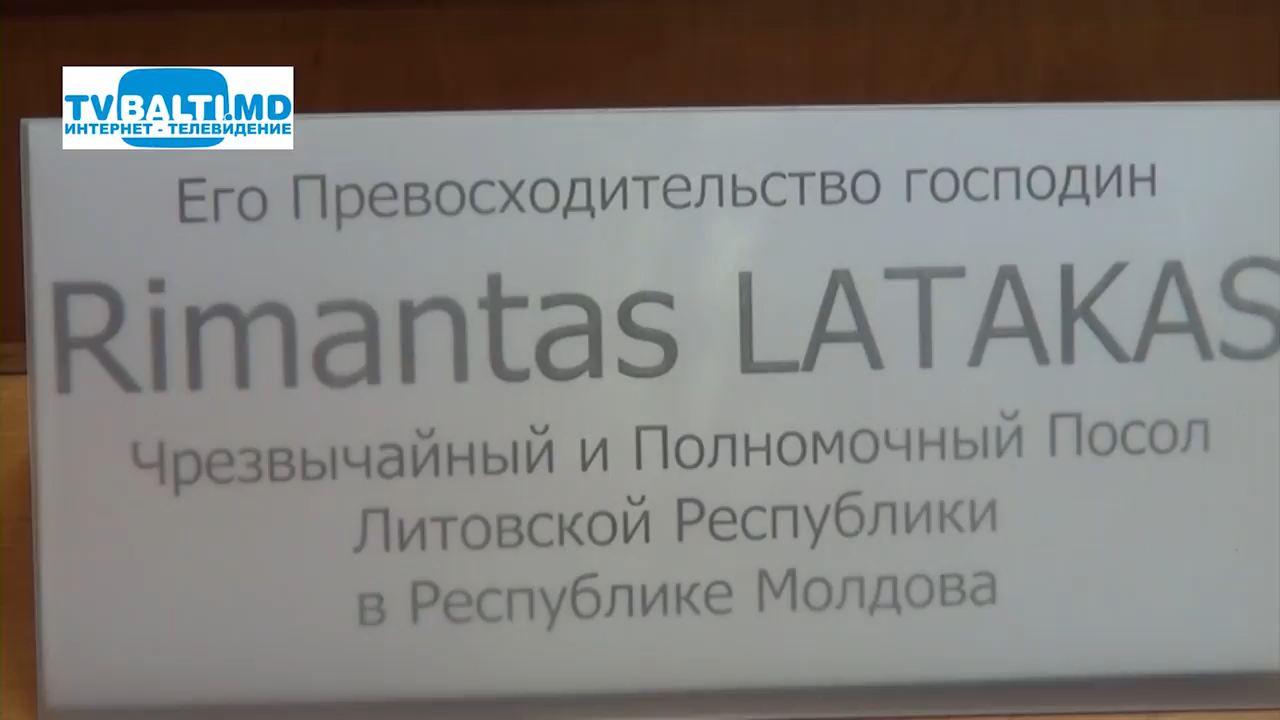 TVBALTI.MD
ИНТЕРНЕТ - ТЕЛЕВИДЕНИЕ
Его Превосходительство господин
Rimantas LATAKAS
Чрезвычайный и Полномочный Посол
Литовской Республики
в Республике Молдова